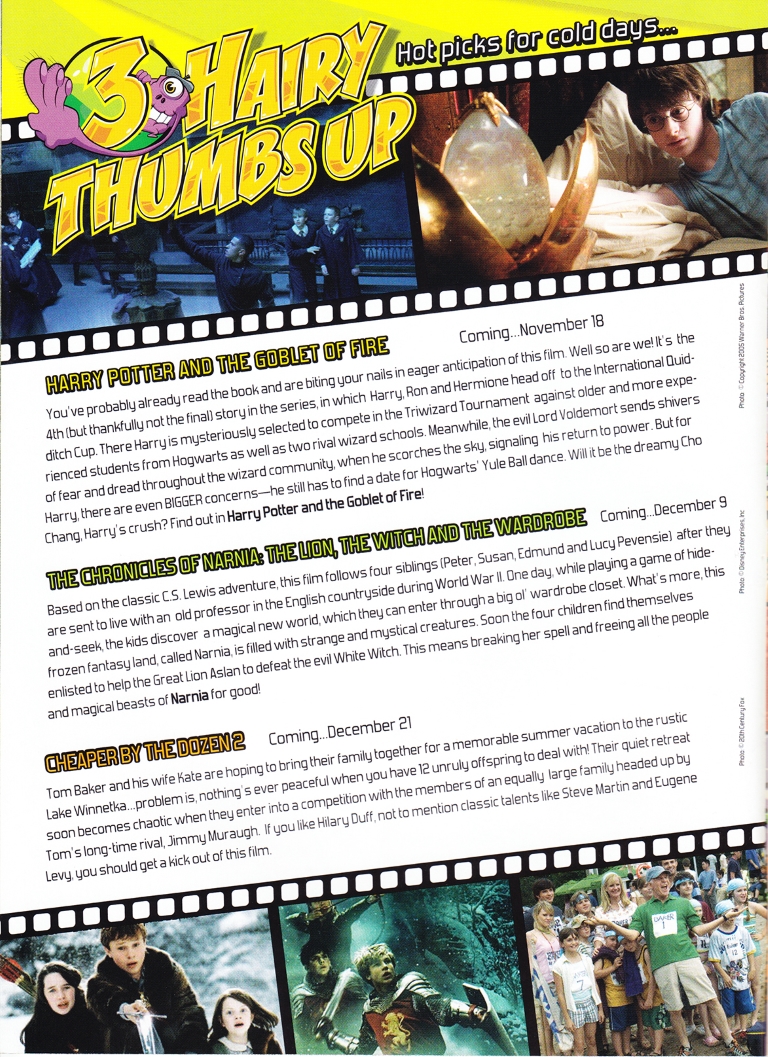 Hot picks for cold days...
3 HAIRY
THUMBS UP
HARRY POTTER AND THE GOBLET OF FIRE Coming...November 18
You've probably already read the book and are biting your nails in eager anticipation of this film. Well so are we! It's the
4th (but thankfully not the final) story in the series, in which Harry, Ron and Hermione head off to the International Quid-
ditch Cup. There Harry is mysteriously selected to compete in the Triwizard Tournament against older and more expe-
rienced students from Hogwarts as well as two rival wizard schools. Meanwhile, the evil Lord Voldemort sends shivers
of fear and dread throughout the wizard community, when he scorches the sky, signaling his return to power. But for
Harry, there are even BIGGER concerns—he still has to find a date for Hogwarts' Yule Ball dance. Will it be the dreamy Cho
Chang, Harry's crush? Find out in Harry Potter and the Goblet of Fire!
Photo: © Copyright 2005 Warner Bros. Pictures
THE CHRONICLES OF NARNIA: THE LION, THE WITCH AND THE WARDROBE Coming...December 9
Based on the classic C.S. Lewis adventure, this film follows four siblings (Peter, Susan, Edmund and Lucy Pevensie) after they
are sent to live with an old professor in the English countryside during World War II. One day, while playing a game of hide-
and-seek, the kids discover a magical new world, which they can enter through a big ol' wardrobe closet. What's more, this
frozen fantasy land, called Narnia, is filled with strange and mystical creatures. Soon the four children find themselves
enlisted to help the Great Lion Aslan to defeat the evil White Witch. This means breaking her spell and freeing all the people
and magical beasts of Narnia for good!
Photo: © Disney Enterprises, Inc
CHEAPER BY THE DOZEN 2 Coming...December 21
Tom Baker and his wife Kate are hoping to bring their family together for a memorable summer vacation to the rustic
Lake Winnetka...problem is, nothing's ever peaceful when you have 12 unruly offspring to deal with! Their quiet retreat
soon becomes chaotic when they enter into a competition with the members of an equally large family headed up by
Tom's long-time rival, Jimmy Muraugh. If you like Hilary Duff, not to mention classic talents like Steve Martin and Eugene
Levy, you should get a kick out of this film.
Photo: © 20th Century Fox
BAKER
1
7
12